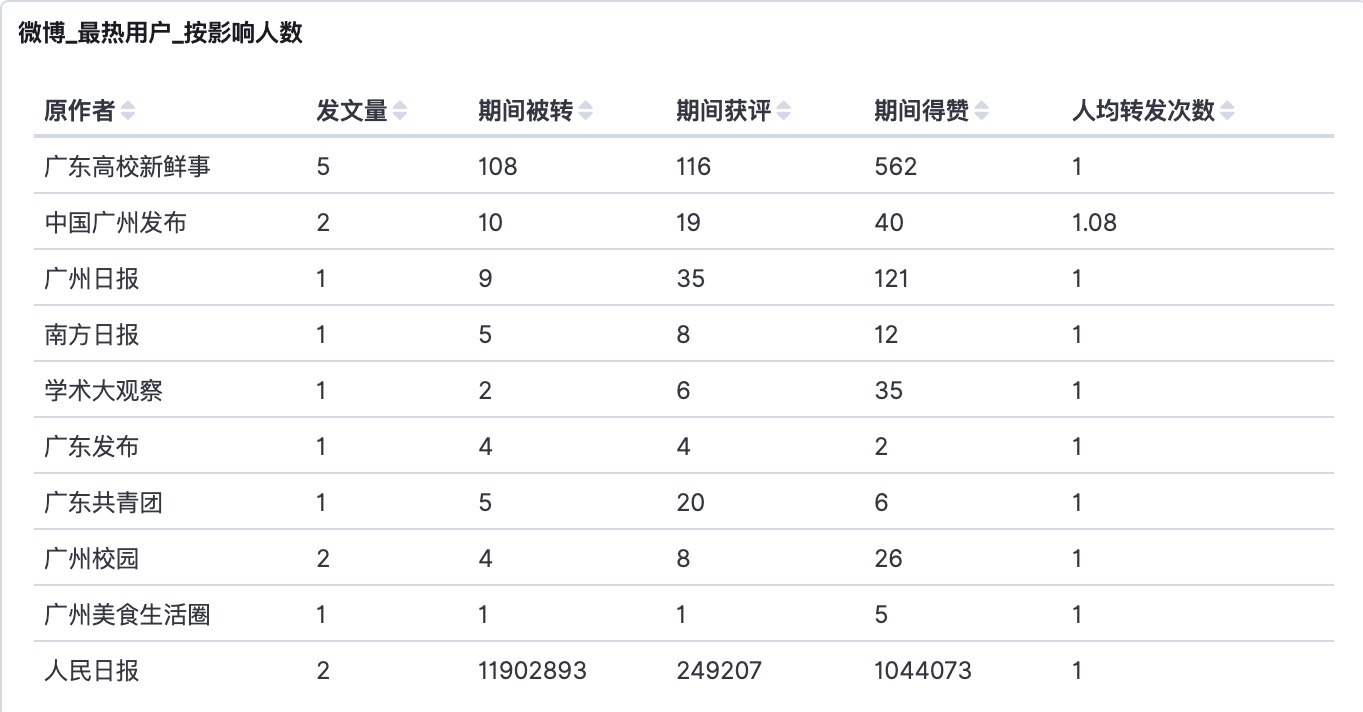 微博_最热用户_按影响人数
原作者 发文量 期间被转 期间获评 期间得赞 人均转发次数
广东高校新鲜事 5 108 116 562 1
中国广州发布 2 10 19 40 1.08
广州日报 1 9 35 121 1
南方日报 1 5 8 12 1
学术大观察 1 2 6 35 1
广东发布 1 4 4 2 1
广东共青团 1 5 20 6 1
广州校园 2 4 8 26 1
广州美食生活圈 1 1 1 5 1
人民日报 2 11902893 249207 1044073 1